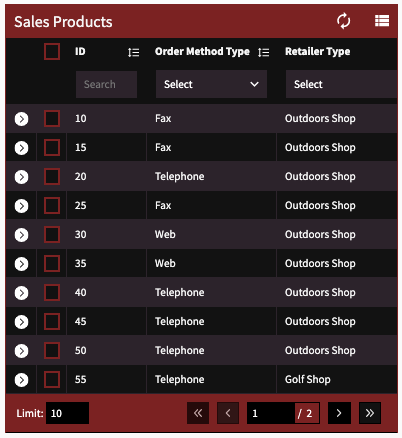 Sales Products
ID Order Method Type Retailer Type
Search Select Select
10 Fax Outdoors Shop
15 Fax Outdoors Shop
20 Telephone Outdoors Shop
25 Fax Outdoors Shop
30 Web Outdoors Shop
35 Web Outdoors Shop
40 Telephone Outdoors Shop
45 Telephone Outdoors Shop
50 Telephone Outdoors Shop
55 Telephone Golf Shop
Limit: 10 1 / 2